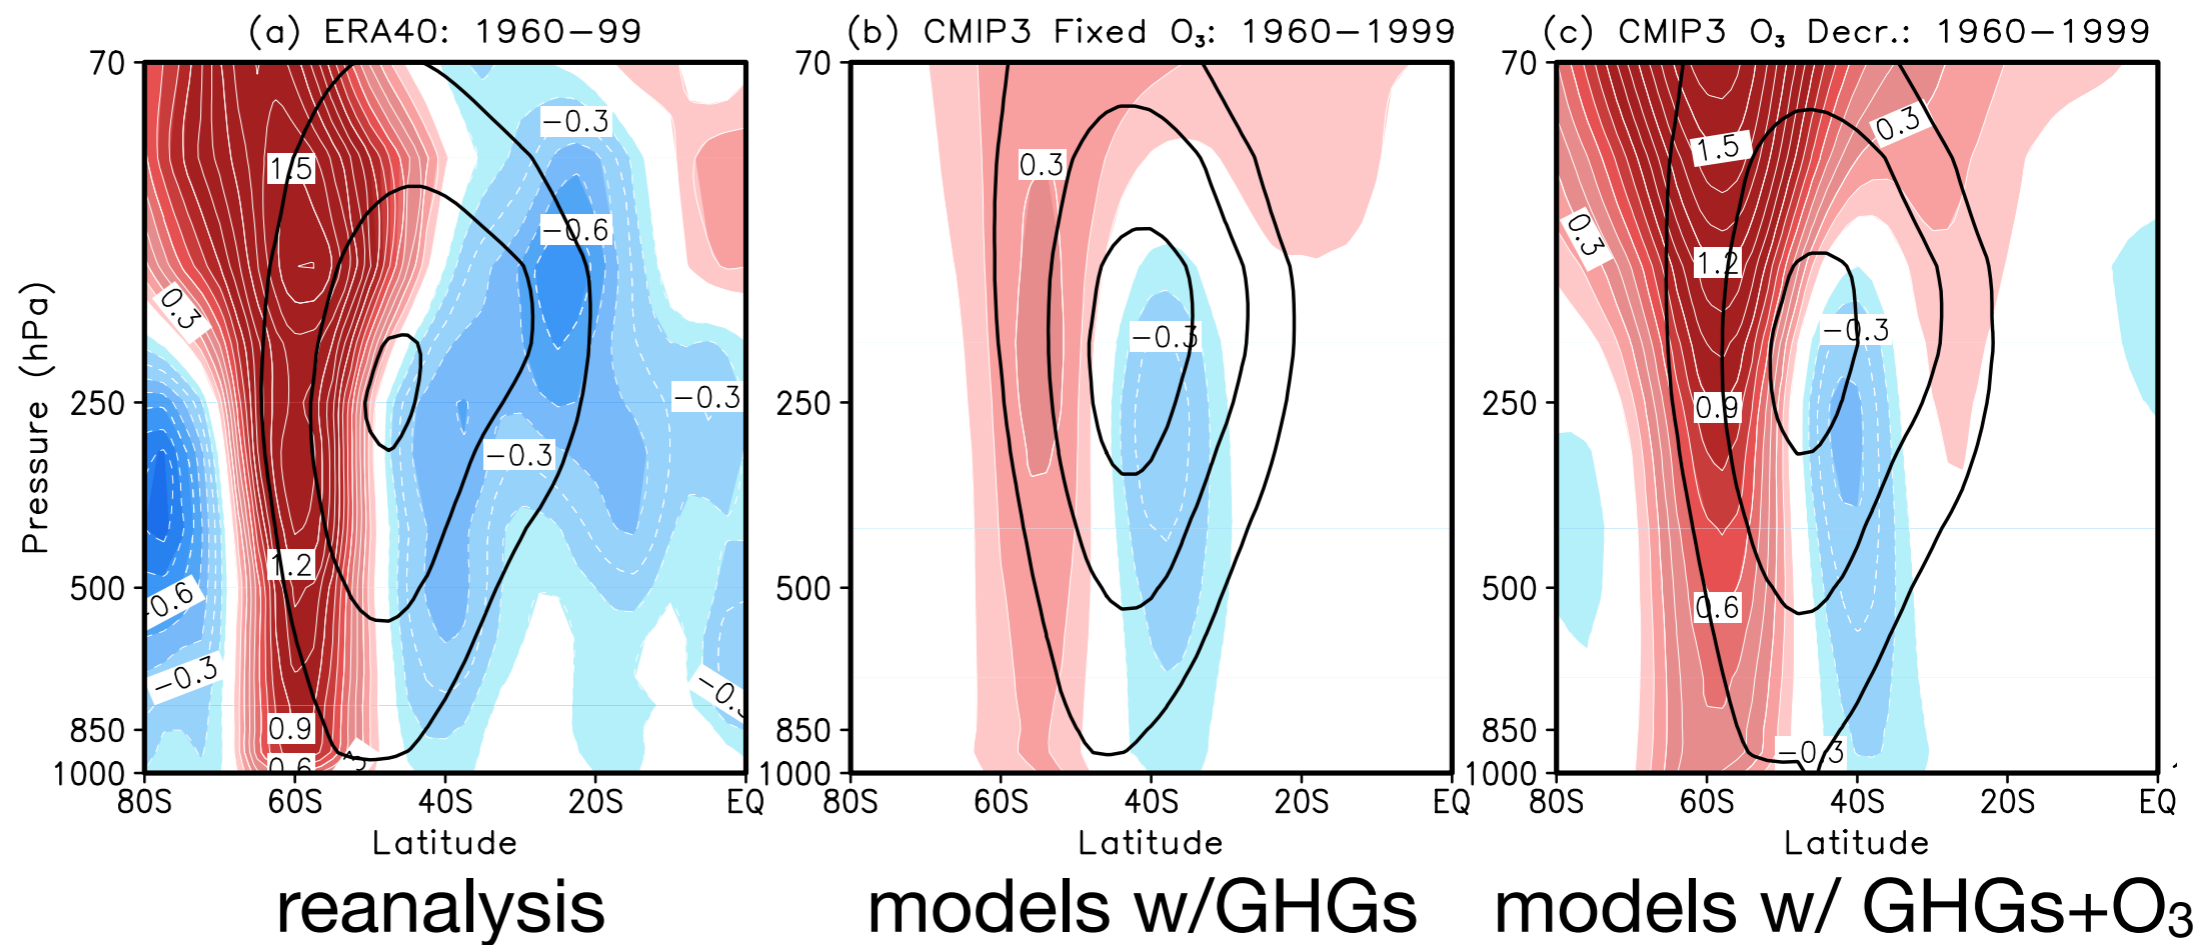 (a) ERA40: 1960−99
(b) CMIP3 Fixed O₃: 1960−1999
(c) CMIP3 O₃ Decr.: 1960−1999
Pressure (hPa)
70
250
500
850
1000
−0.3
1.5
−0.6
0.3
−0.3
−0.3
1.2
−0.3
0.9
0.6
80S 60S 40S 20S EQ
Latitude
70
250
500
850
1000
0.3
−0.3
80S 60S 40S 20S EQ
Latitude
70
250
500
850
1000
0.3
1.5
0.3
1.2
−0.3
0.9
0.6
−0.3
80S 60S 40S 20S EQ
Latitude
reanalysis
models w/GHGs
models w/ GHGs+O₃